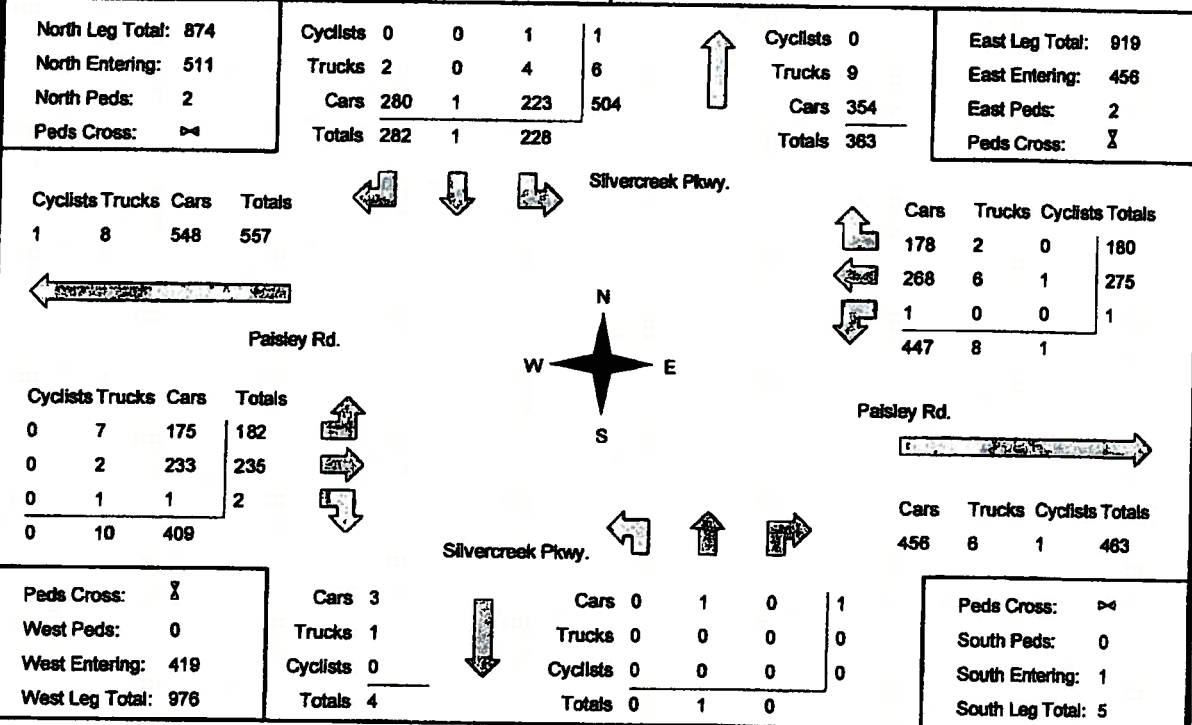 North Leg Total: 874
North Entering: 511
North Peds: 2
Peds Cross: ⋈
Cyclists 0 0 1 1
Trucks 2 0 4 6
Cars 280 1 223 504
Totals 282 1 228
Cyclists 0
Trucks 9
Cars 354
Totals 363
East Leg Total: 919
East Entering: 456
East Peds: 2
Peds Cross: ⧖
Cyclists Trucks Cars Totals
1 8 548 557
Silvercreek Pkwy.
Cars Trucks Cyclists Totals
178 2 0 180
268 6 1 275
1 0 0 1
447 8 1
Paisley Rd.
N
W E
S
Cyclists Trucks Cars Totals
0 7 175 182
0 2 233 235
0 1 1 2
0 10 409
Paisley Rd.
Cars Trucks Cyclists Totals
456 6 1 463
Silvercreek Pkwy.
Peds Cross: ⧖
West Peds: 0
West Entering: 419
West Leg Total: 976
Cars 3
Trucks 1
Cyclists 0
Totals 4
Cars 0 1 0 1
Trucks 0 0 0 0
Cyclists 0 0 0 0
Totals 0 1 0
Peds Cross: ⋈
South Peds: 0
South Entering: 1
South Leg Total: 5